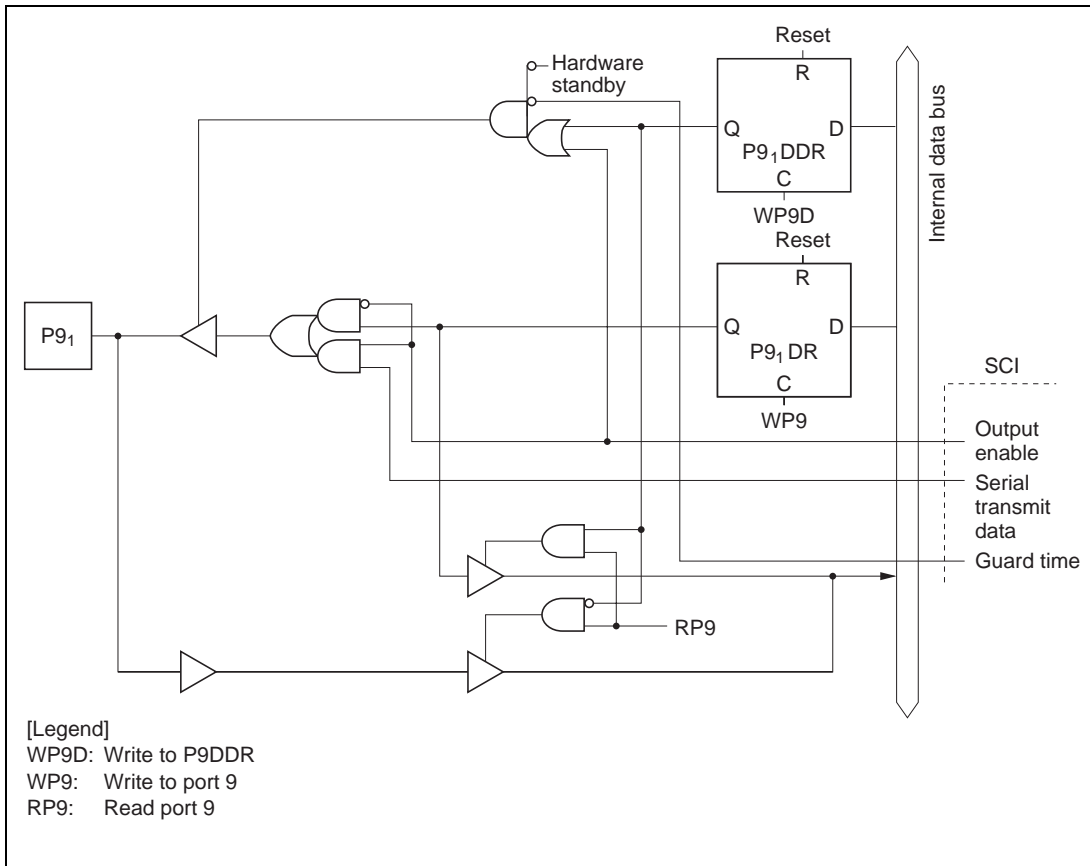 Reset
Hardware
standby
R
Q
D
P9₁DDR
C
WP9D
Reset
R
Q
D
P9₁DR
C
WP9
Internal data bus
P9₁
SCI
Output
enable
Serial
transmit
data
Guard time
RP9
[Legend]
WP9D: Write to P9DDR
WP9: Write to port 9
RP9: Read port 9